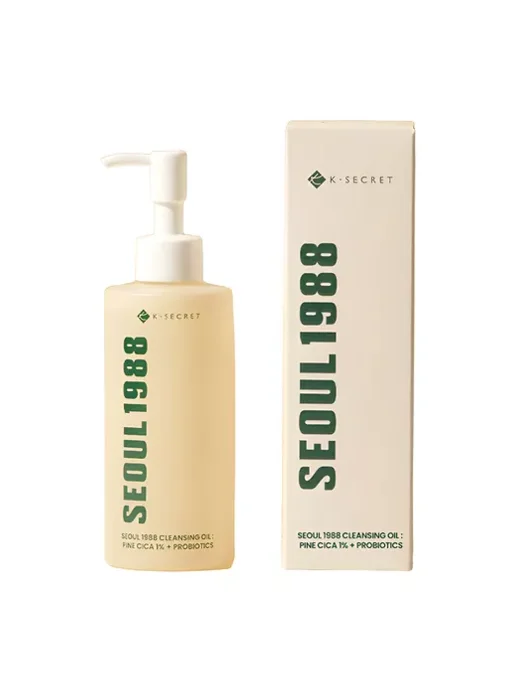 K·SECRET
SEOUL1988
SEOUL 1988 CLEANSING OIL :
PINE CICA 1% + PROBIOTICS
K·SECRET
SEOUL1988
SEOUL 1988 CLEANSING OIL :
PINE CICA 1% + PROBIOTICS